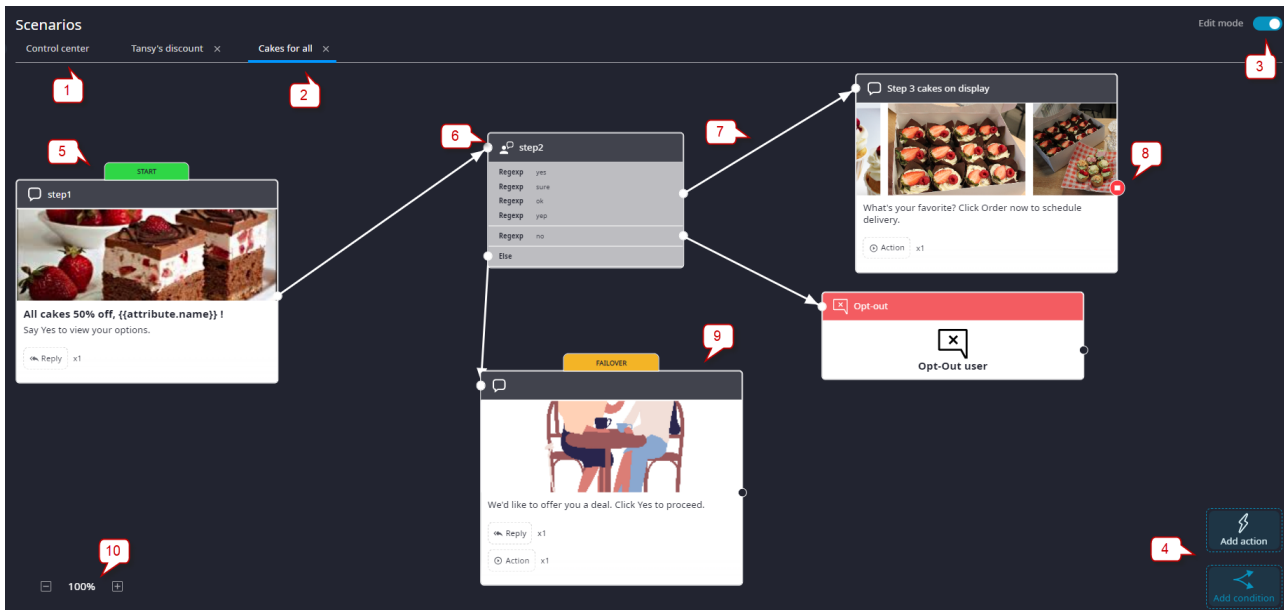 Scenarios
Edit mode
Control center
Tansy's discount ×
Cakes for all ×
1
2
3
5
START
step1
All cakes 50% off, {{attribute.name}} !
Say Yes to view your options.
Reply x1
6
step2
Regexp yes
Regexp sure
Regexp ok
Regexp yep
Regexp no
Else
7
Step 3 cakes on display
8
What's your favorite? Click Order now to schedule
delivery.
Action x1
Opt-out
Opt-Out user
9
FAILOVER
We'd like to offer you a deal. Click Yes to proceed.
Reply x1
Action x1
10
100%
4
Add action
Add condition